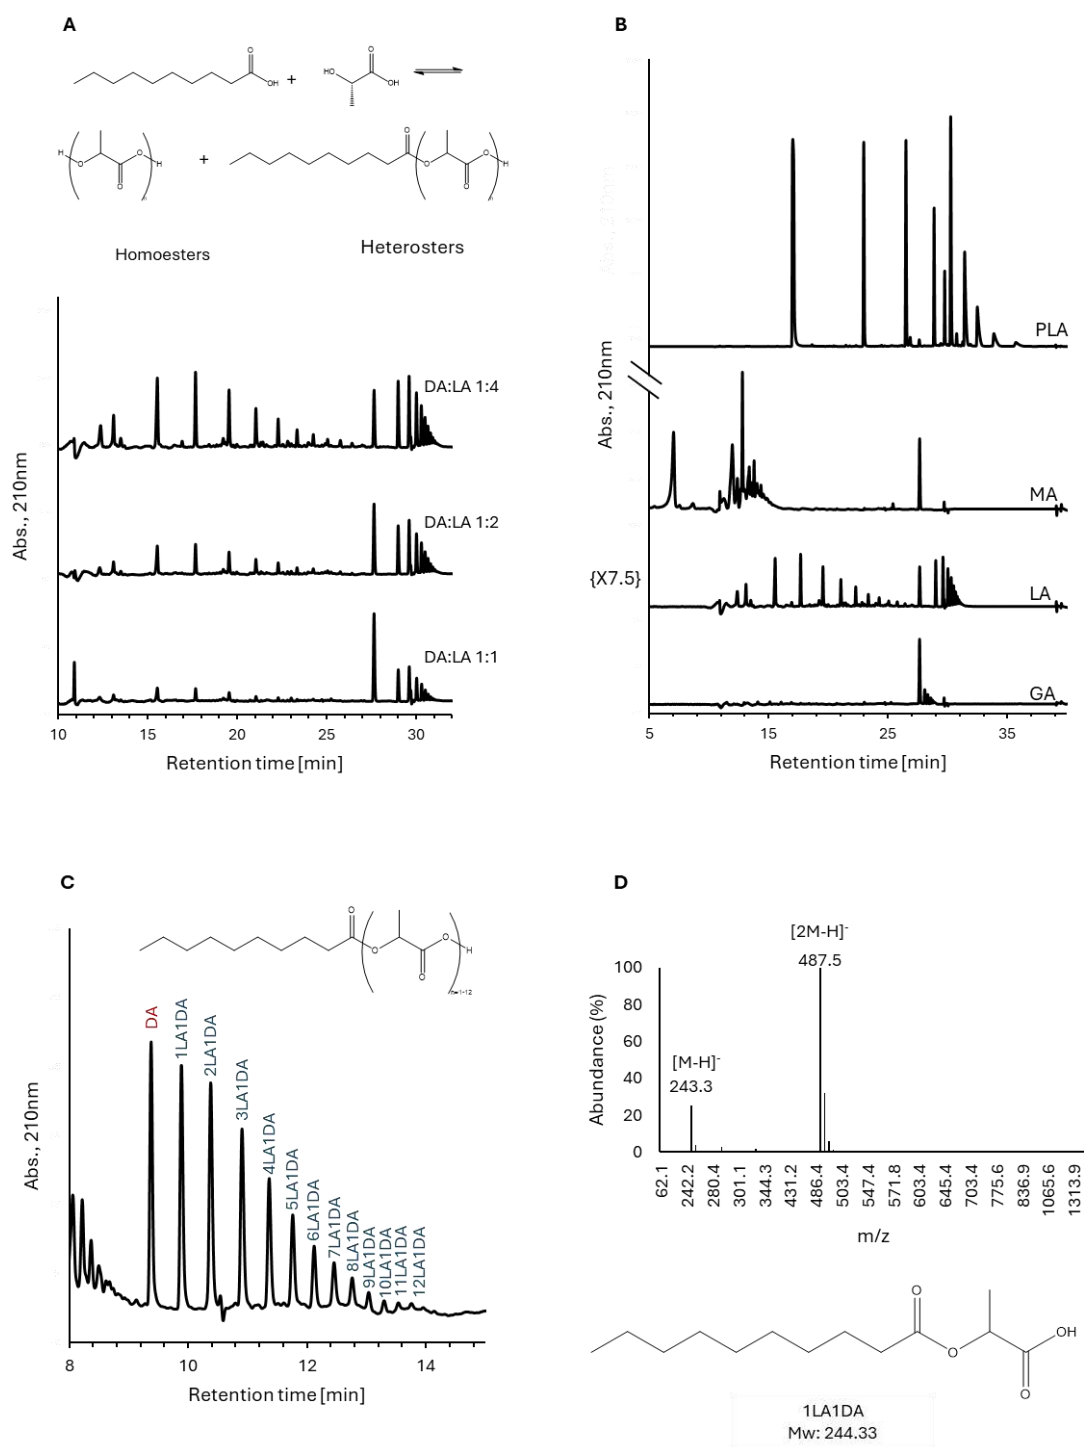 A
O
OH
+
HO
O
OH
H
O
O
O
H
n
+
O
O
O
O
H
n
Homoesters
Heterosters
DA:LA 1:4
DA:LA 1:2
DA:LA 1:1
Abs., 210nm
10 15 20 25 30
Retention time [min]
B
Abs., 210nm
PLA
MA
{X7.5}
LA
GA
5 15 25 35
Retention time [min]
C
O
O
O
O
H
n=1-12
DA
1LA1DA
2LA1DA
3LA1DA
4LA1DA
5LA1DA
6LA1DA
7LA1DA
8LA1DA
9LA1DA
10LA1DA
11LA1DA
12LA1DA
Abs., 210nm
8 10 12 14
Retention time [min]
D
[2M-H]-
487.5
[M-H]-
243.3
Abundance (%)
100
80
60
40
20
0
62.1 242.2 280.4 301.1 344.3 431.2 486.4 503.4 547.4 571.8 603.4 645.4 703.4 775.6 836.9 1065.6 1313.9
m/z
O
O
OH
O
1LA1DA
Mw: 244.33